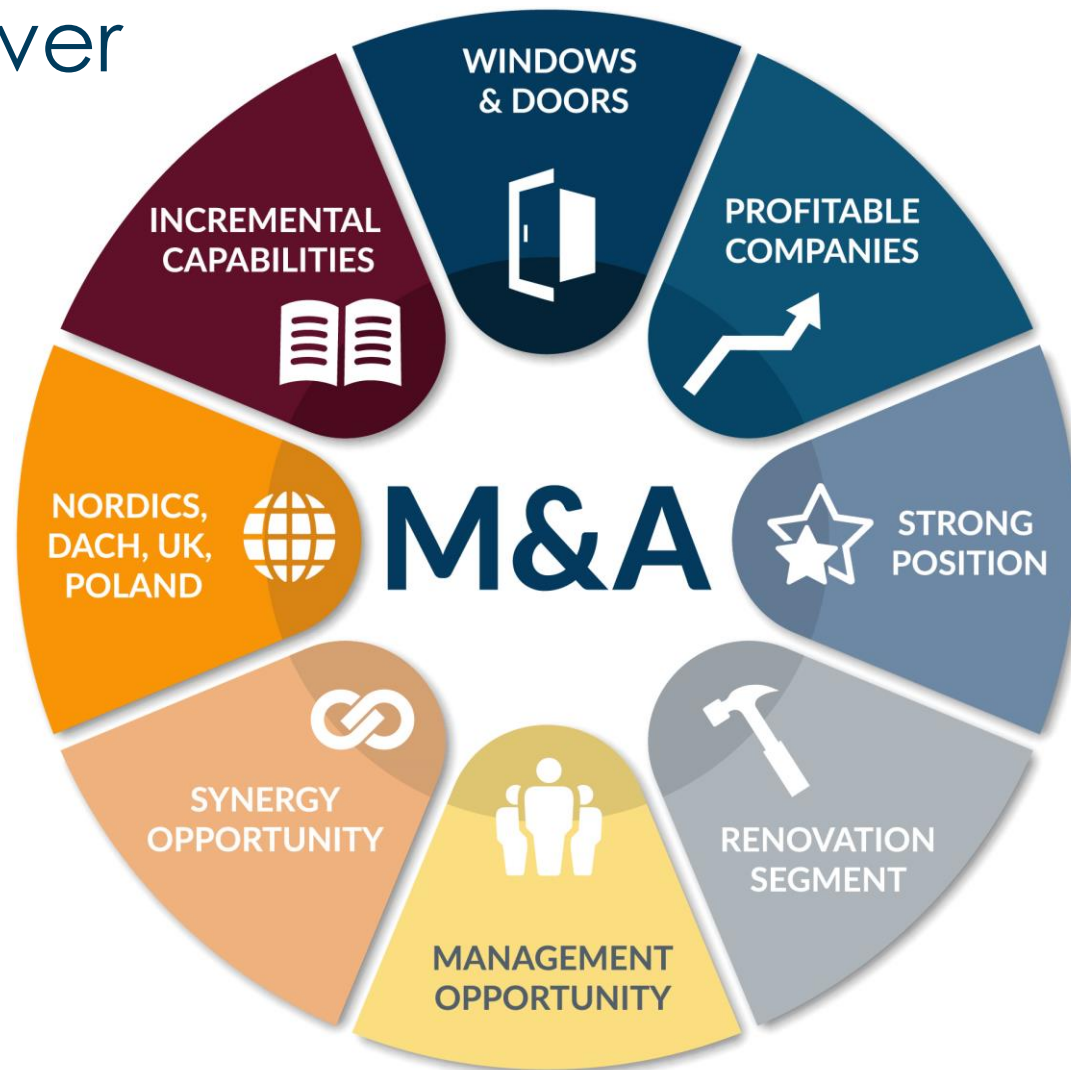 ver
WINDOWS
& DOORS
PROFITABLE
COMPANIES
STRONG
POSITION
RENOVATION
SEGMENT
MANAGEMENT
OPPORTUNITY
SYNERGY
OPPORTUNITY
NORDICS,
DACH, UK,
POLAND
INCREMENTAL
CAPABILITIES
M&A